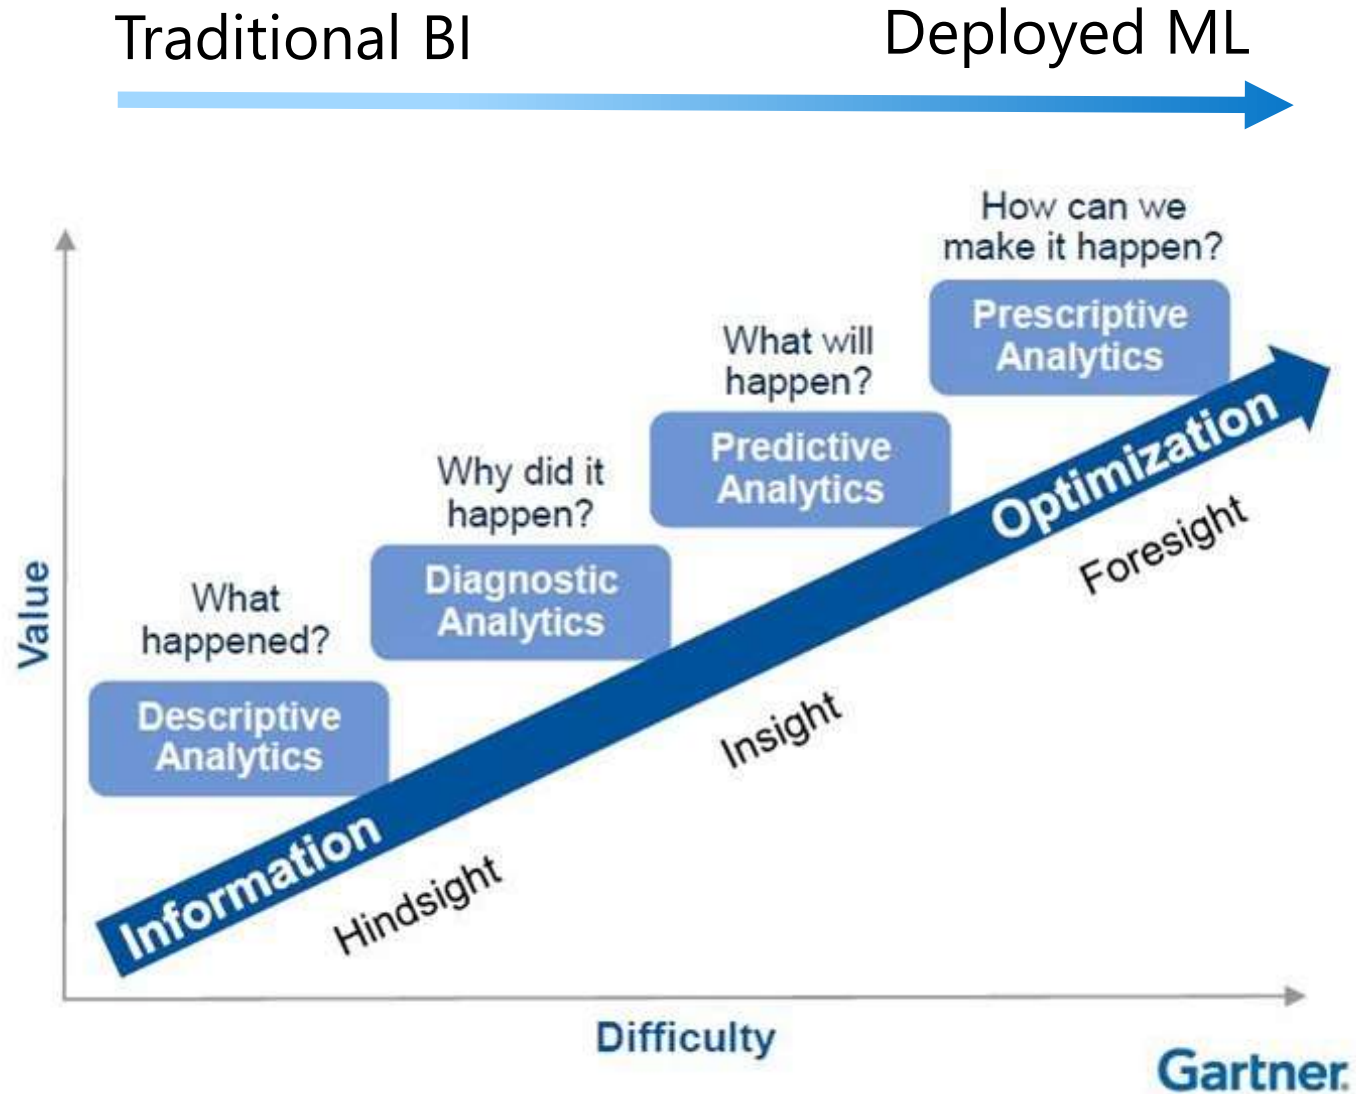 Traditional BI
Deployed ML
How can we
make it happen?
Prescriptive
Analytics
What will
happen?
Predictive
Analytics
Why did it
happen?
Diagnostic
Analytics
What
happened?
Descriptive
Analytics
Value
Information
Optimization
Hindsight
Insight
Foresight
Difficulty
Gartner.